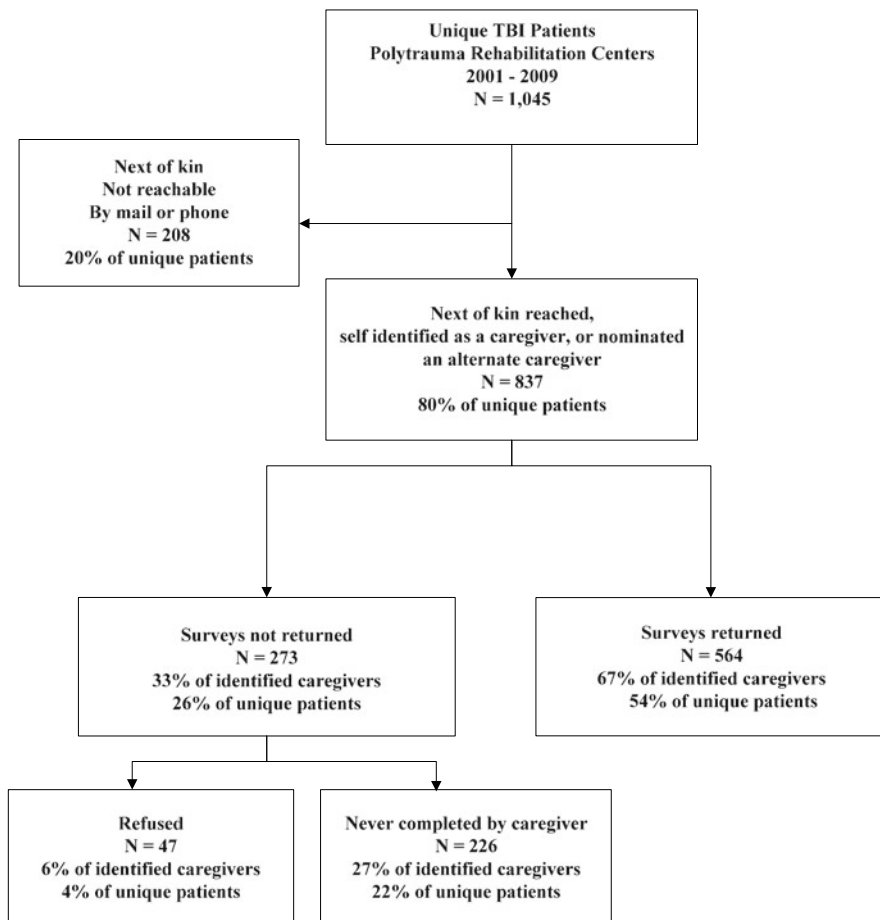 Unique TBI Patients
Polytrauma Rehabilitation Centers
2001 - 2009
N = 1,045
Next of kin
Not reachable
By mail or phone
N = 208
20% of unique patients
Next of kin reached,
self identified as a caregiver, or nominated
an alternate caregiver
N = 837
80% of unique patients
Surveys not returned
N = 273
33% of identified caregivers
26% of unique patients
Surveys returned
N = 564
67% of identified caregivers
54% of unique patients
Refused
N = 47
6% of identified caregivers
4% of unique patients
Never completed by caregiver
N = 226
27% of identified caregivers
22% of unique patients